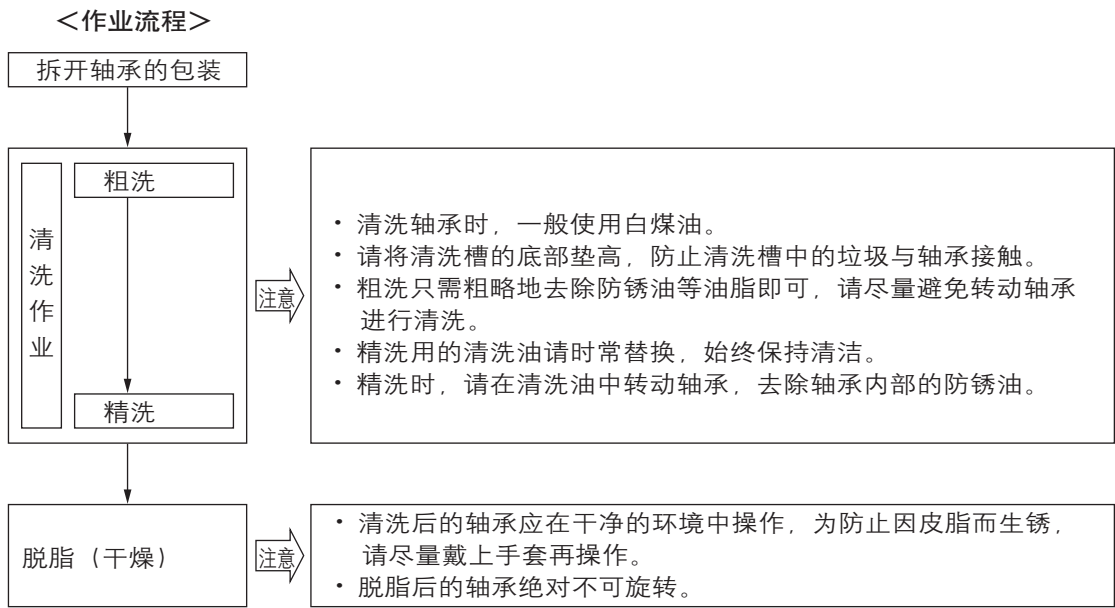 ＜作业流程＞
拆开轴承的包装
清洗作业
粗洗
精洗
注意
・清洗轴承时，一般使用白煤油。
・请将清洗槽的底部垫高，防止清洗槽中的垃圾与轴承接触。
・粗洗只需粗略地去除防锈油等油脂即可，请尽量避免转动轴承
进行清洗。
・精洗用的清洗油请时常替换，始终保持清洁。
・精洗时，请在清洗油中转动轴承，去除轴承内部的防锈油。
脱脂（干燥）
注意
・清洗后的轴承应在干净的环境中操作，为防止因皮脂而生锈，
请尽量戴上手套再操作。
・脱脂后的轴承绝对不可旋转。